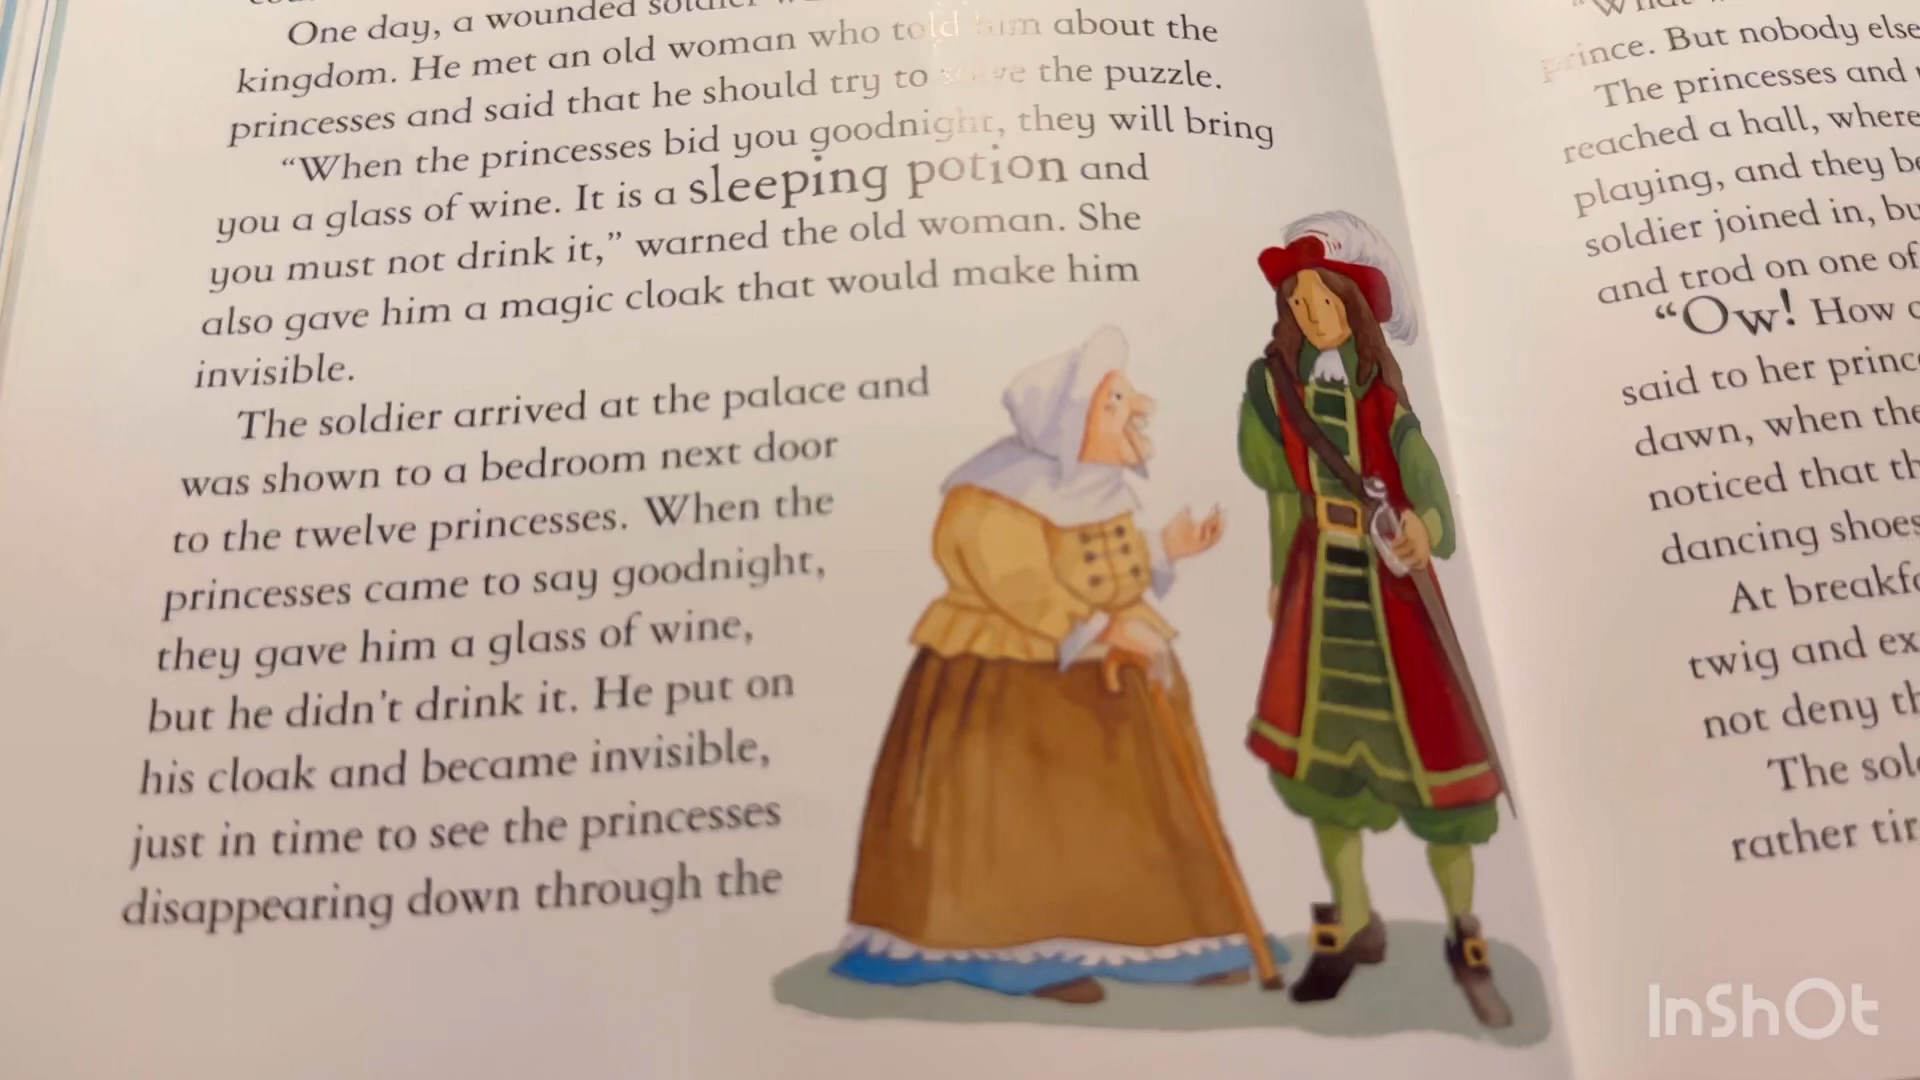 One day, a wounded soldier
kingdom. He met an old woman who told him about the
princesses and said that he should try to solve the puzzle.
“When the princesses bid you goodnight, they will bring
you a glass of wine. It is a sleeping potion and
you must not drink it,” warned the old woman. She
also gave him a magic cloak that would make him
invisible.
The soldier arrived at the palace and
was shown to a bedroom next door
to the twelve princesses. When the
princesses came to say goodnight,
they gave him a glass of wine,
but he didn't drink it. He put on
his cloak and became invisible,
just in time to see the princesses
disappearing down through the
prince. But nobody else
The princesses and
reached a hall, where
playing, and they
soldier joined in,
and trod on one of
“Ow! How
said to her
dawn, when the
noticed that
dancing shoes
At
twig and
not deny
The
rather
InShOt